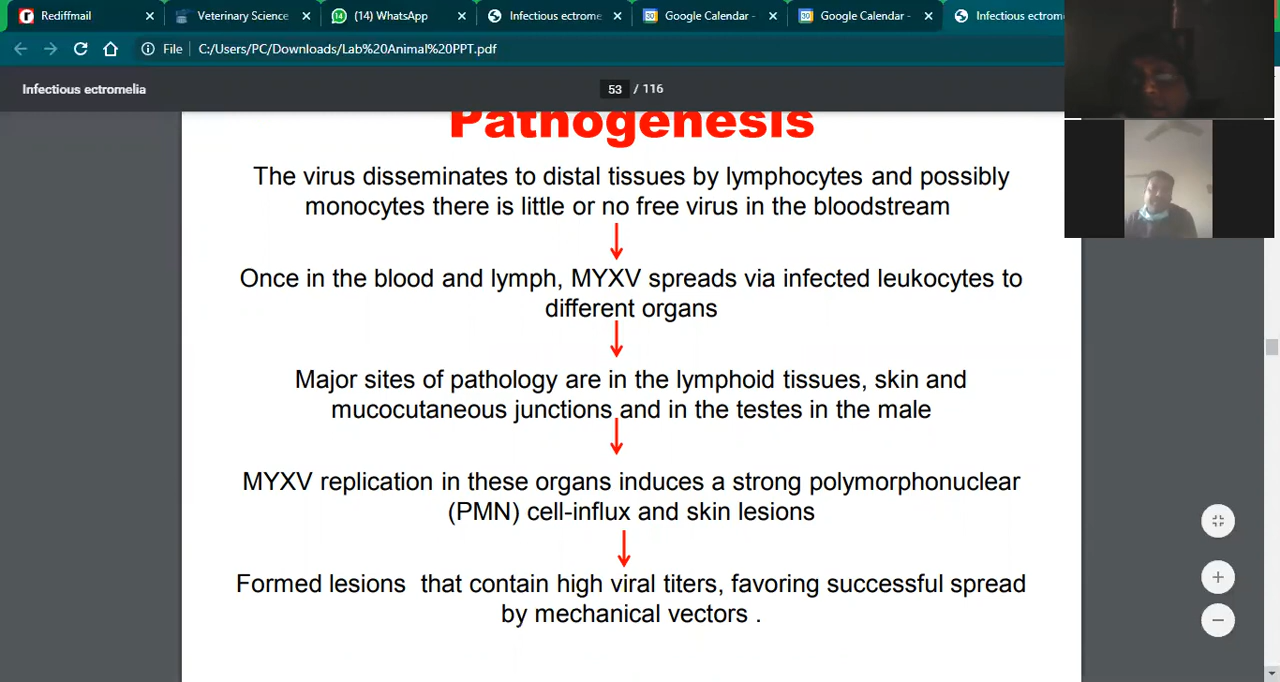 Rediffmail
Veterinary Science
(14) WhatsApp
Infectious ectrome
Google Calendar -
Google Calendar -
Infectious ectrom
File
C:/Users/PC/Downloads/Lab%20Animal%20PPT.pdf
Infectious ectromelia
53 / 116
Pathogenesis
The virus disseminates to distal tissues by lymphocytes and possibly
monocytes there is little or no free virus in the bloodstream
Once in the blood and lymph, MYXV spreads via infected leukocytes to
different organs
Major sites of pathology are in the lymphoid tissues, skin and
mucocutaneous junctions and in the testes in the male
MYXV replication in these organs induces a strong polymorphonuclear
(PMN) cell-influx and skin lesions
Formed lesions that contain high viral titers, favoring successful spread
by mechanical vectors .